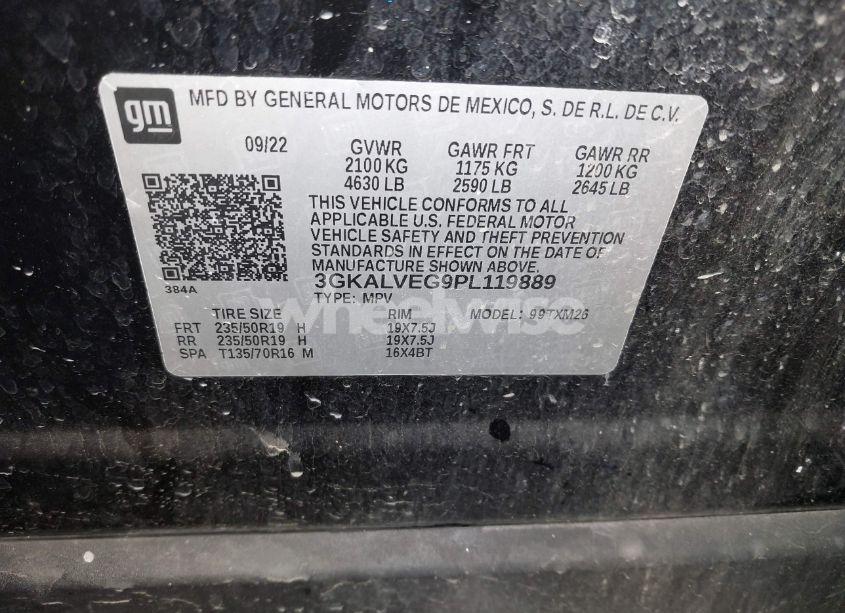 gm
MFD BY GENERAL MOTORS DE MEXICO, S. DE R.L. DE C.V.
09/22 GVWR GAWR FRT GAWR RR
2100 KG 1175 KG 1200 KG
4630 LB 2590 LB 2645 LB
THIS VEHICLE CONFORMS TO ALL
APPLICABLE U.S. FEDERAL MOTOR
VEHICLE SAFETY AND THEFT PREVENTION
STANDARDS IN EFFECT ON THE DATE OF
MANUFACTURE SHOWN ABOVE.
384A 3GKALVEG9PL119889
TYPE: MPV MODEL: 99TXM26
wheelwise
TIRE SIZE RIM
FRT 235/50R19 H 19X7.5J
RR 235/50R19 H 19X7.5J
SPA T135/70R16 M 16X4BT